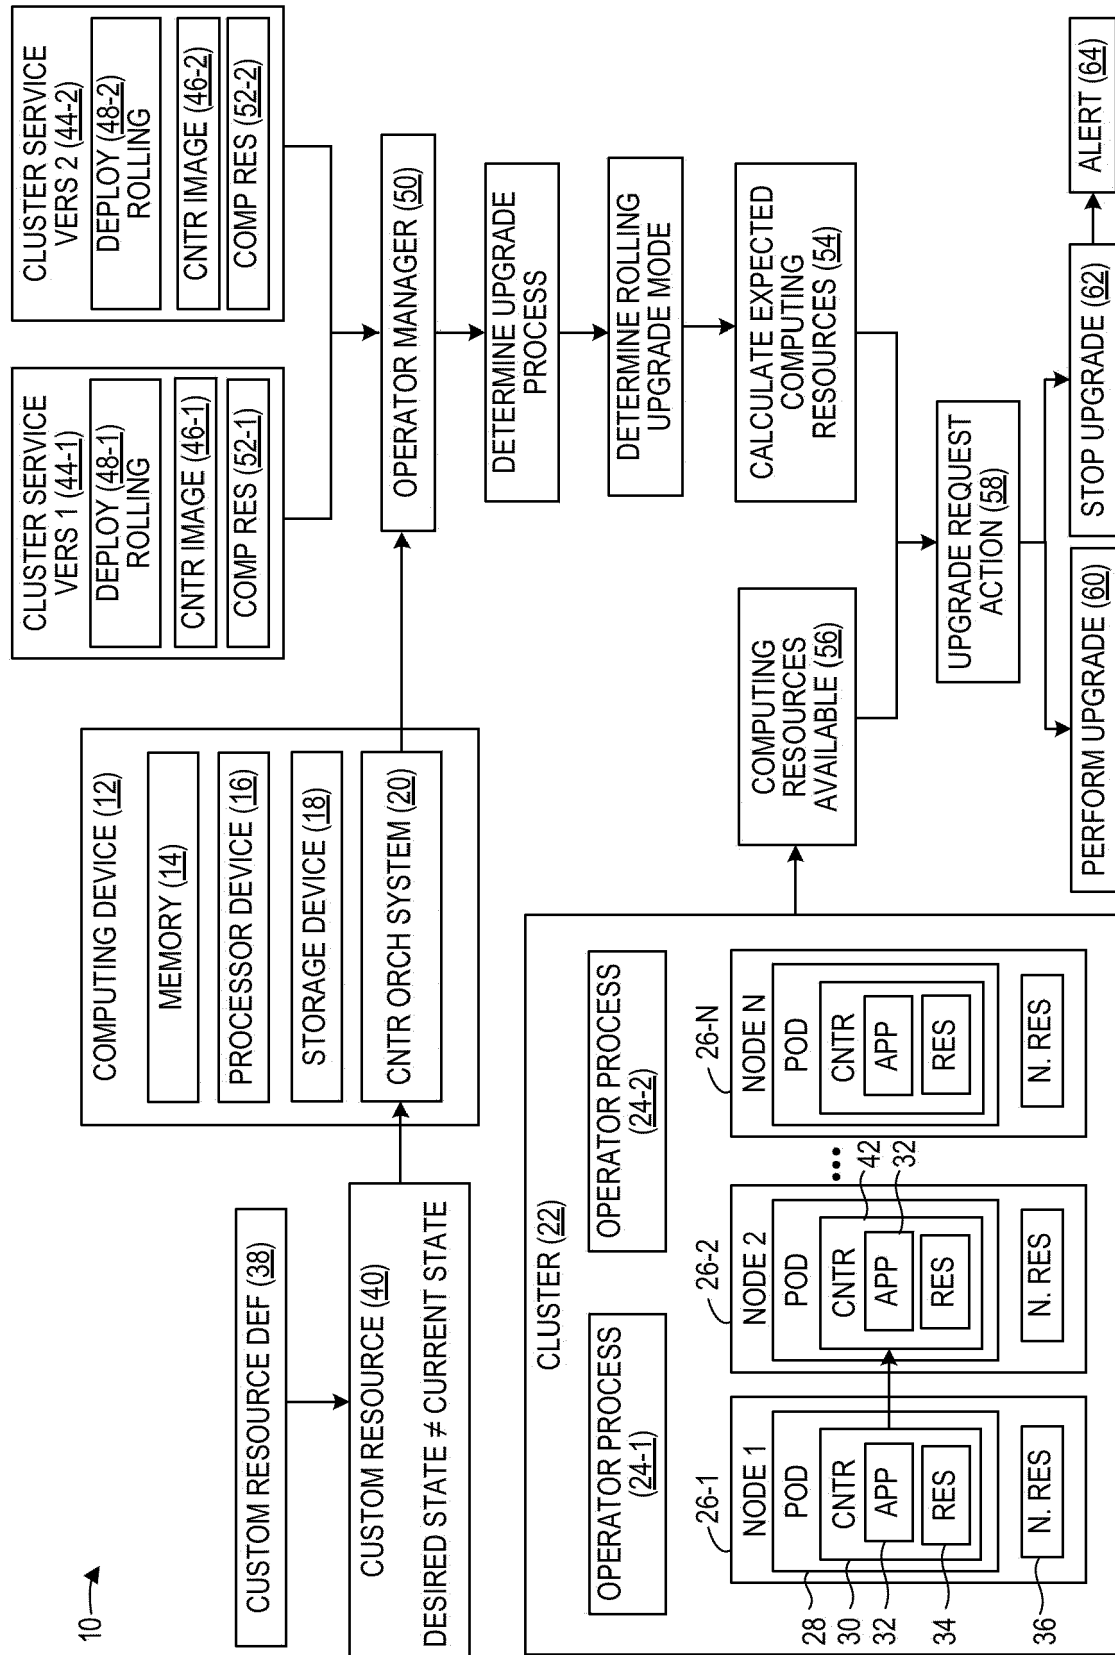 10
CUSTOM RESOURCE DEF (38)
CUSTOM RESOURCE (40)
DESIRED STATE ≠ CURRENT STATE
COMPUTING DEVICE (12)
MEMORY (14)
PROCESSOR DEVICE (16)
STORAGE DEVICE (18)
CNTR ORCH SYSTEM (20)
CLUSTER SERVICE
VERS 1 (44-1)
DEPLOY (48-1)
ROLLING
CNTR IMAGE (46-1)
COMP RES (52-1)
CLUSTER SERVICE
VERS 2 (44-2)
DEPLOY (48-2)
ROLLING
CNTR IMAGE (46-2)
COMP RES (52-2)
OPERATOR MANAGER (50)
DETERMINE UPGRADE
PROCESS
DETERMINE ROLLING
UPGRADE MODE
CALCULATE EXPECTED
COMPUTING
RESOURCES (54)
COMPUTING
RESOURCES
AVAILABLE (56)
UPGRADE REQUEST
ACTION (58)
PERFORM UPGRADE (60)
STOP UPGRADE (62)
ALERT (64)
CLUSTER (22)
OPERATOR PROCESS
(24-1)
OPERATOR PROCESS
(24-2)
26-1
NODE 1
POD
CNTR
APP
RES
N. RES
28
30
32
34
36
26-2
NODE 2
POD
CNTR
APP
RES
N. RES
42
32
•••
26-N
NODE N
POD
CNTR
APP
RES
N. RES